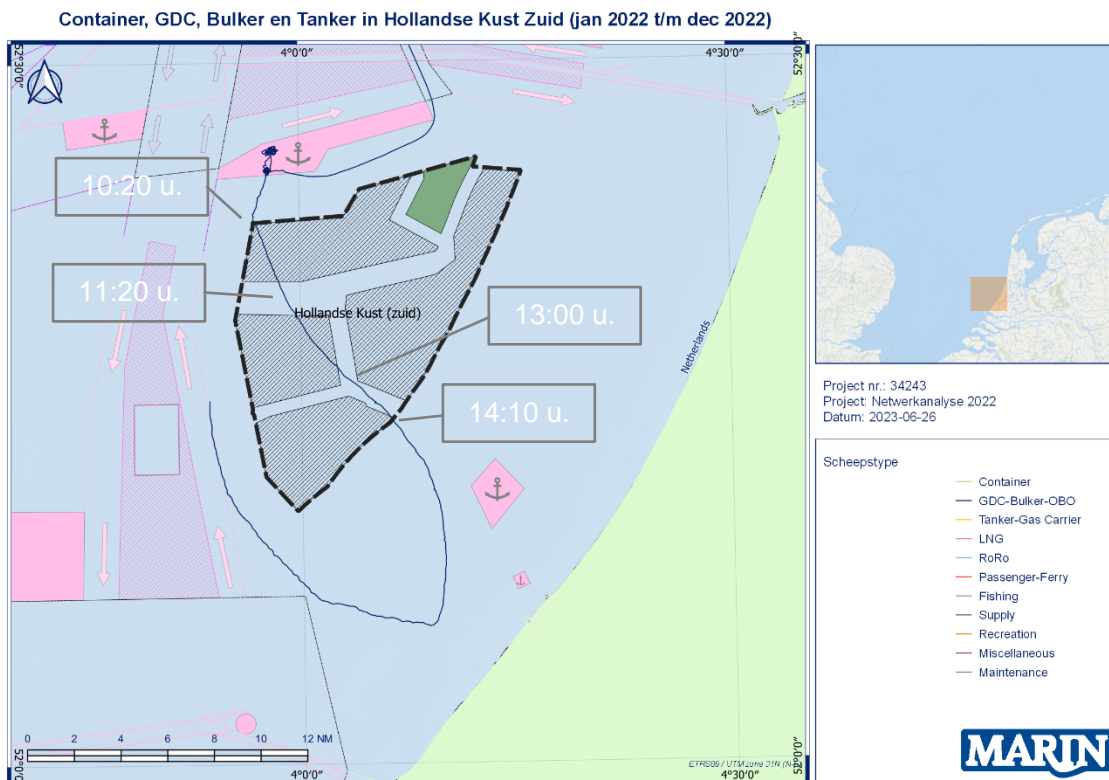 Container, GDC, Bulker en Tanker in Hollandse Kust Zuid (jan 2022 t/m dec 2022)
4°0'0"
4°30'0"
52°30'0"
52°30'0"
10:20 u.
11:20 u.
Hollandse Kust (zuid)
13:00 u.
14:10 u.
Netherlands
0 2 4 6 8 10 12 NM
52°0'0"
52°0'0"
4°0'0"
4°30'0"
ETRS89 / UTM zone 31N
Project nr.: 34243
Project: Netwerkanalyse 2022
Datum: 2023-06-26
Scheepstype
Container
GDC-Bulker-OBO
Tanker-Gas Carrier
LNG
RoRo
Passenger-Ferry
Fishing
Supply
Recreation
Miscellaneous
Maintenance
MARIN